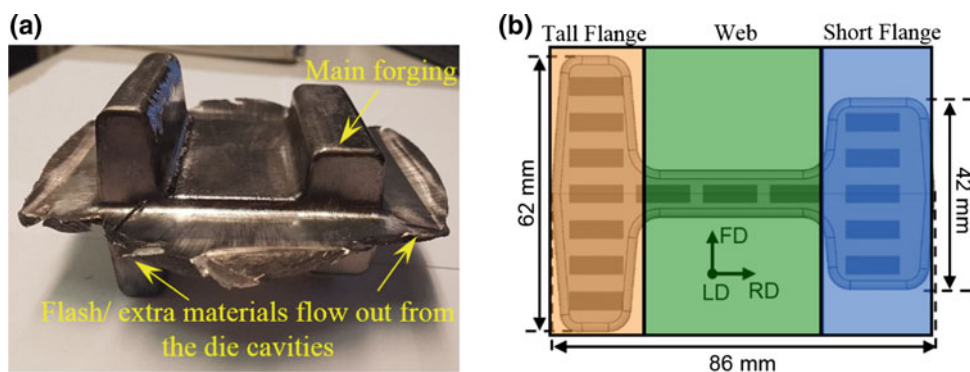 (a)
Main forging
Flash/ extra materials flow out from
the die cavities
(b)
Tall Flange
Web
Short Flange
62 mm
42 mm
FD
LD
RD
86 mm